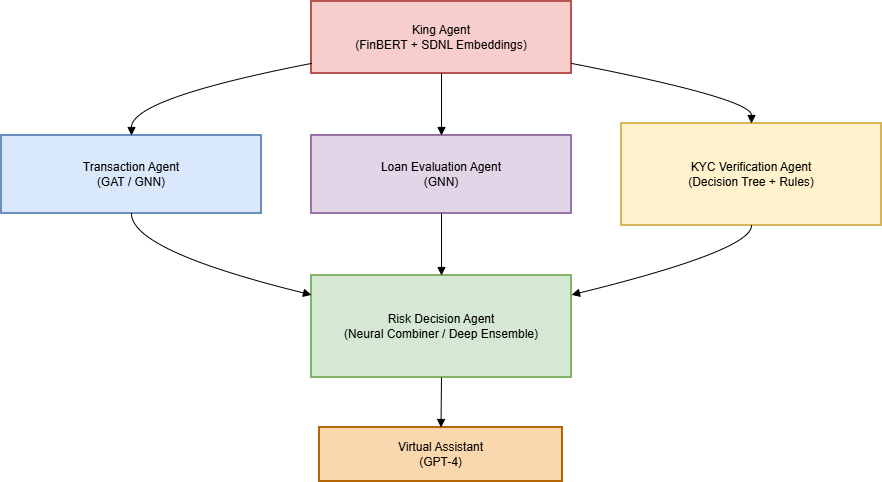 King Agent
(FinBERT + SDNL Embeddings)
Transaction Agent
(GAT / GNN)
Loan Evaluation Agent
(GNN)
KYC Verification Agent
(Decision Tree + Rules)
Risk Decision Agent
(Neural Combiner / Deep Ensemble)
Virtual Assistant
(GPT-4)